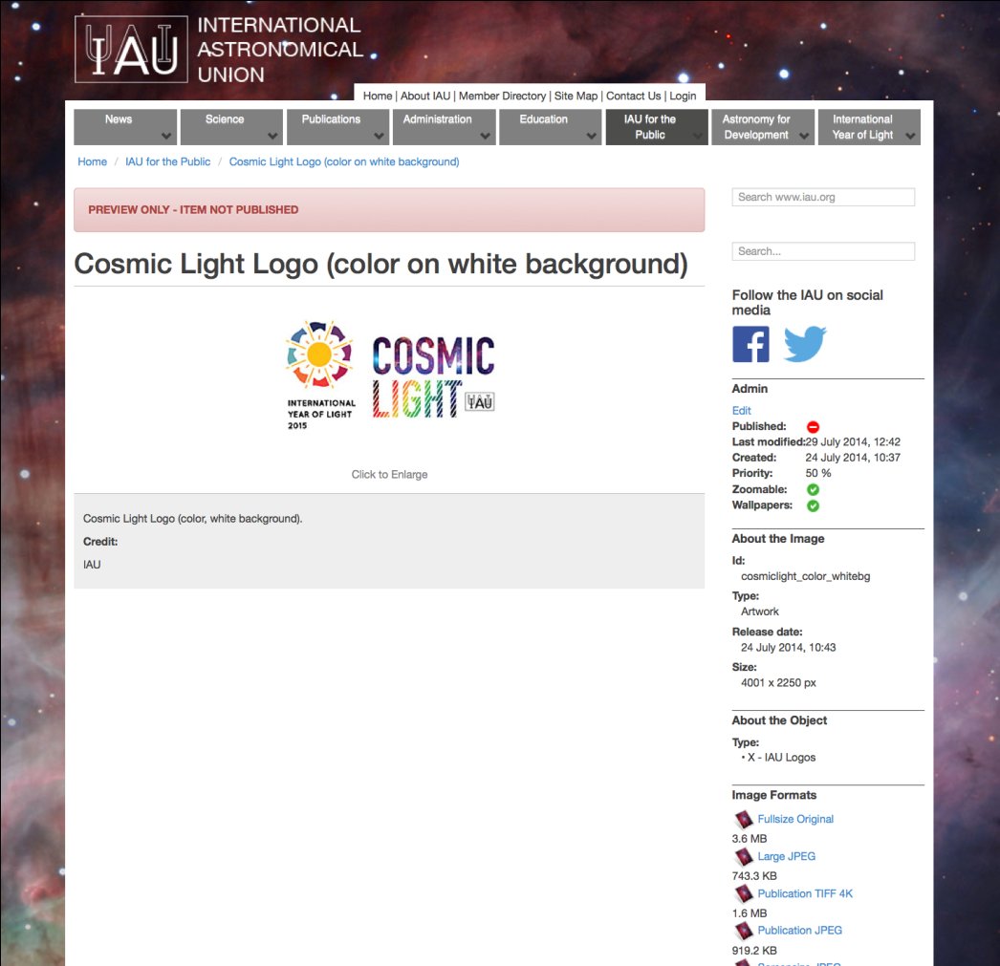 IAU
INTERNATIONAL
ASTRONOMICAL
UNION
Home | About IAU | Member Directory | Site Map | Contact Us | Login
News
Science
Publications
Administration
Education
IAU for the
Public
Astronomy for
Development
International
Year of Light
Home / IAU for the Public / Cosmic Light Logo (color on white background)
PREVIEW ONLY - ITEM NOT PUBLISHED
Cosmic Light Logo (color on white background)
INTERNATIONAL
YEAR OF LIGHT
2015
COSMIC
LIGHT
IAU
Click to Enlarge
Cosmic Light Logo (color, white background).
Credit:
IAU
Search www.iau.org
Search...
Follow the IAU on social
media
Admin
Edit
Published:
Last modified:29 July 2014, 12:42
Created: 24 July 2014, 10:37
Priority: 50 %
Zoomable:
Wallpapers:
About the Image
Id:
cosmiclight_color_whitebg
Type:
Artwork
Release date:
24 July 2014, 10:43
Size:
4001 x 2250 px
About the Object
Type:
• X - IAU Logos
Image Formats
Fullsize Original
3.6 MB
Large JPEG
743.3 KB
Publication TIFF 4K
1.6 MB
Publication JPEG
919.2 KB